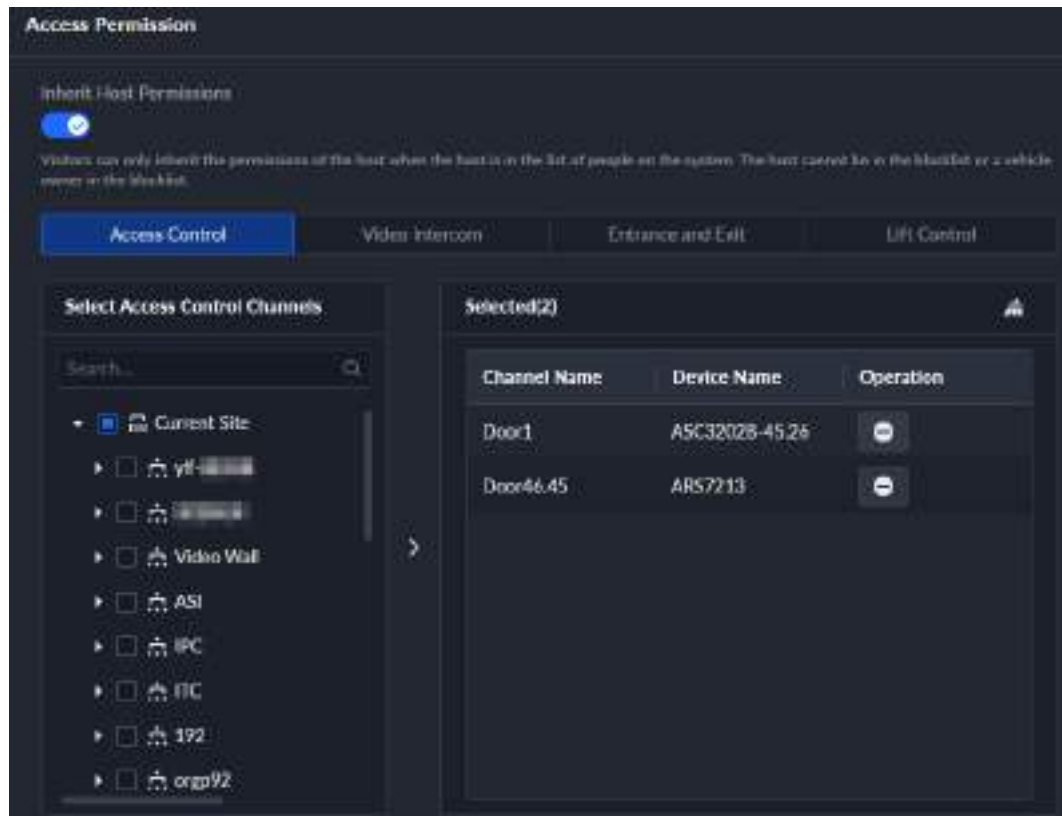 Access Permission
Inherit Host Permissions
Visitors can only inherit the permissions of the host when the host is in the list of people on the system. The host cannot be in the blocklist or a vehicle
owner in the blocklist.
Access Control
Video Intercom
Entrance and Exit
Lift Control
Select Access Control Channels
Search...
Current Site
Video Wall
ASI
IPC
ITC
192
orgp92
Selected(2)
Channel Name Device Name Operation
Door1 ASC3202B-45.26
Door46.45 ARS7213